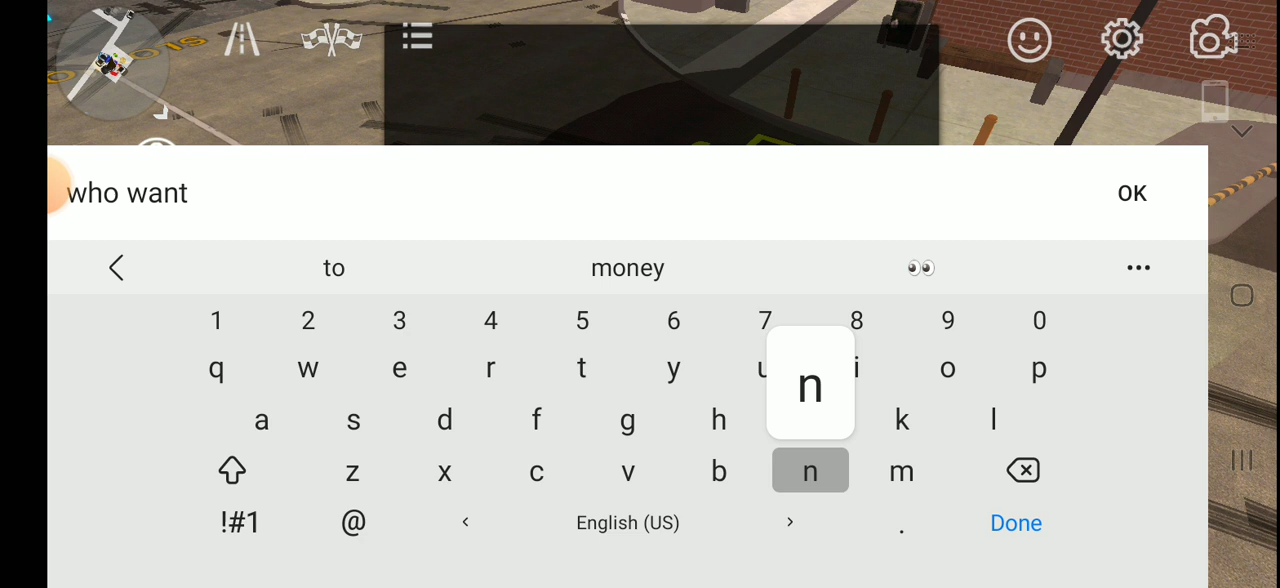 who want
OK
to money 👀
1 2 3 4 5 6 7 8 9 0
q w e r t y u i o p
n
a s d f g h k l
z x c v b n m
!#1 @ English (US) . Done